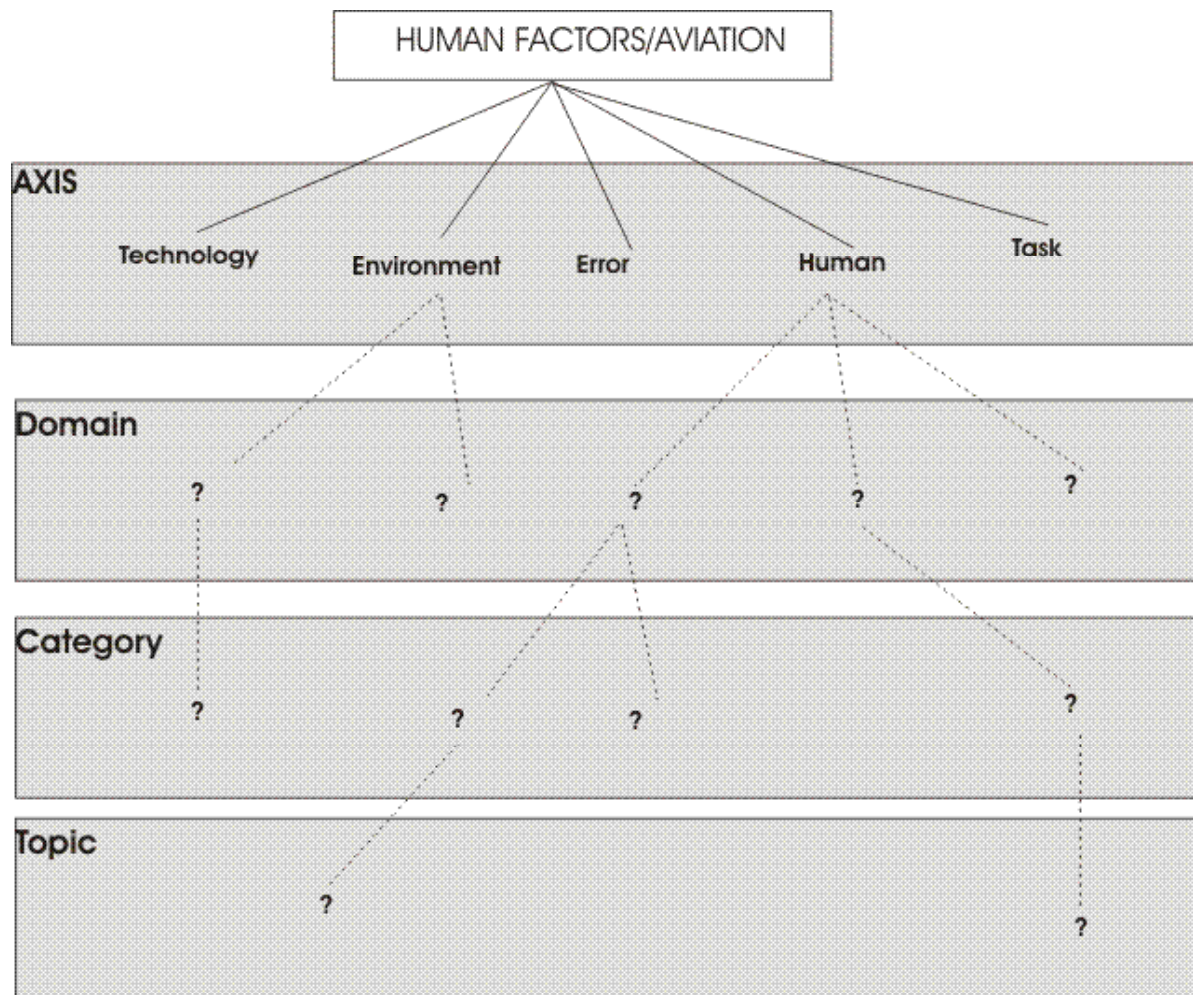 HUMAN FACTORS/AVIATION
AXIS
Technology
Environment
Error
Human
Task
Domain
?
?
?
?
?
Category
?
?
?
?
Topic
?
?